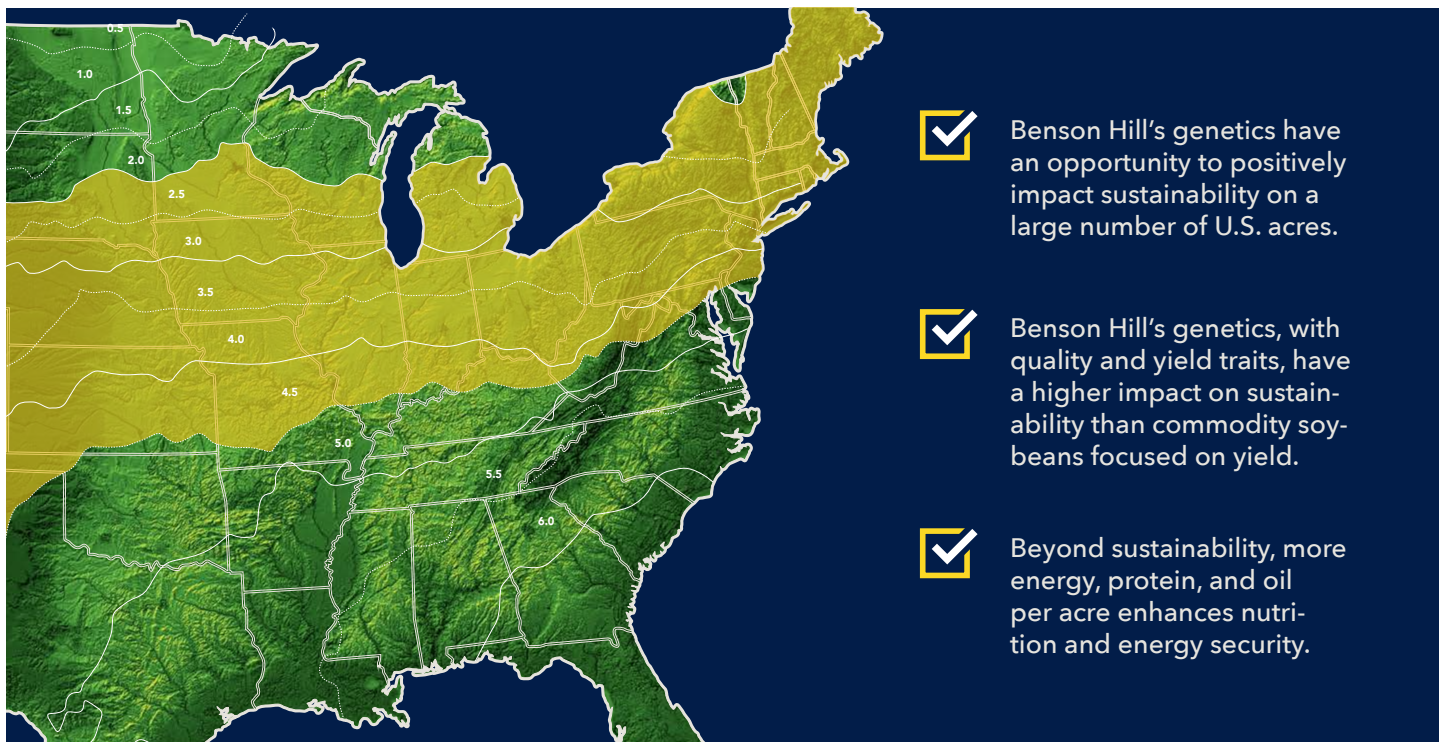 0.5
1.0
1.5
2.0
2.5
3.0
3.5
4.0
4.5
5.0
5.5
6.0
Benson Hill’s genetics have
an opportunity to positively
impact sustainability on a
large number of U.S. acres.
Benson Hill’s genetics, with
quality and yield traits, have
a higher impact on sustain-
ability than commodity soy-
beans focused on yield.
Beyond sustainability, more
energy, protein, and oil
per acre enhances nutri-
tion and energy security.